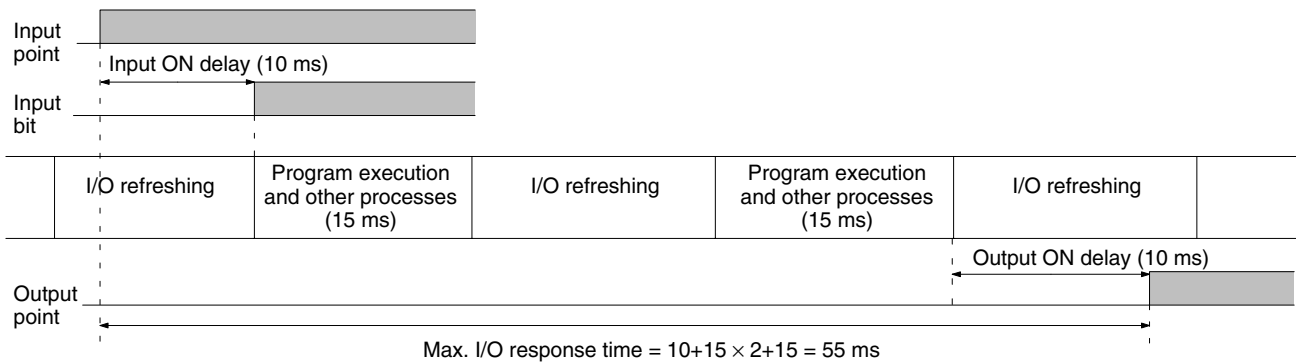 Input
point
Input ON delay (10 ms)
Input
bit
I/O refreshing
Program execution
and other processes
(15 ms)
I/O refreshing
Program execution
and other processes
(15 ms)
I/O refreshing
Output ON delay (10 ms)
Output
point
Max. I/O response time = 10+15 × 2+15 = 55 ms